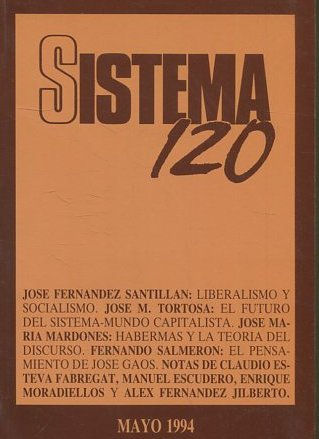 SISTEMA
120
JOSE FERNANDEZ SANTILLAN: LIBERALISMO Y
SOCIALISMO. JOSE M. TORTOSA: EL FUTURO
DEL SISTEMA-MUNDO CAPITALISTA. JOSE MA-
RIA MARDONES: HABERMAS Y LA TEORIA DEL
DISCURSO. FERNANDO SALMERON: EL PENSA-
MIENTO DE JOSE GAOS. NOTAS DE CLAUDIO ES-
TEVA FABREGAT, MANUEL ESCUDERO, ENRIQUE
MORADIELLOS Y ALEX FERNANDEZ JILBERTO.
MAYO 1994